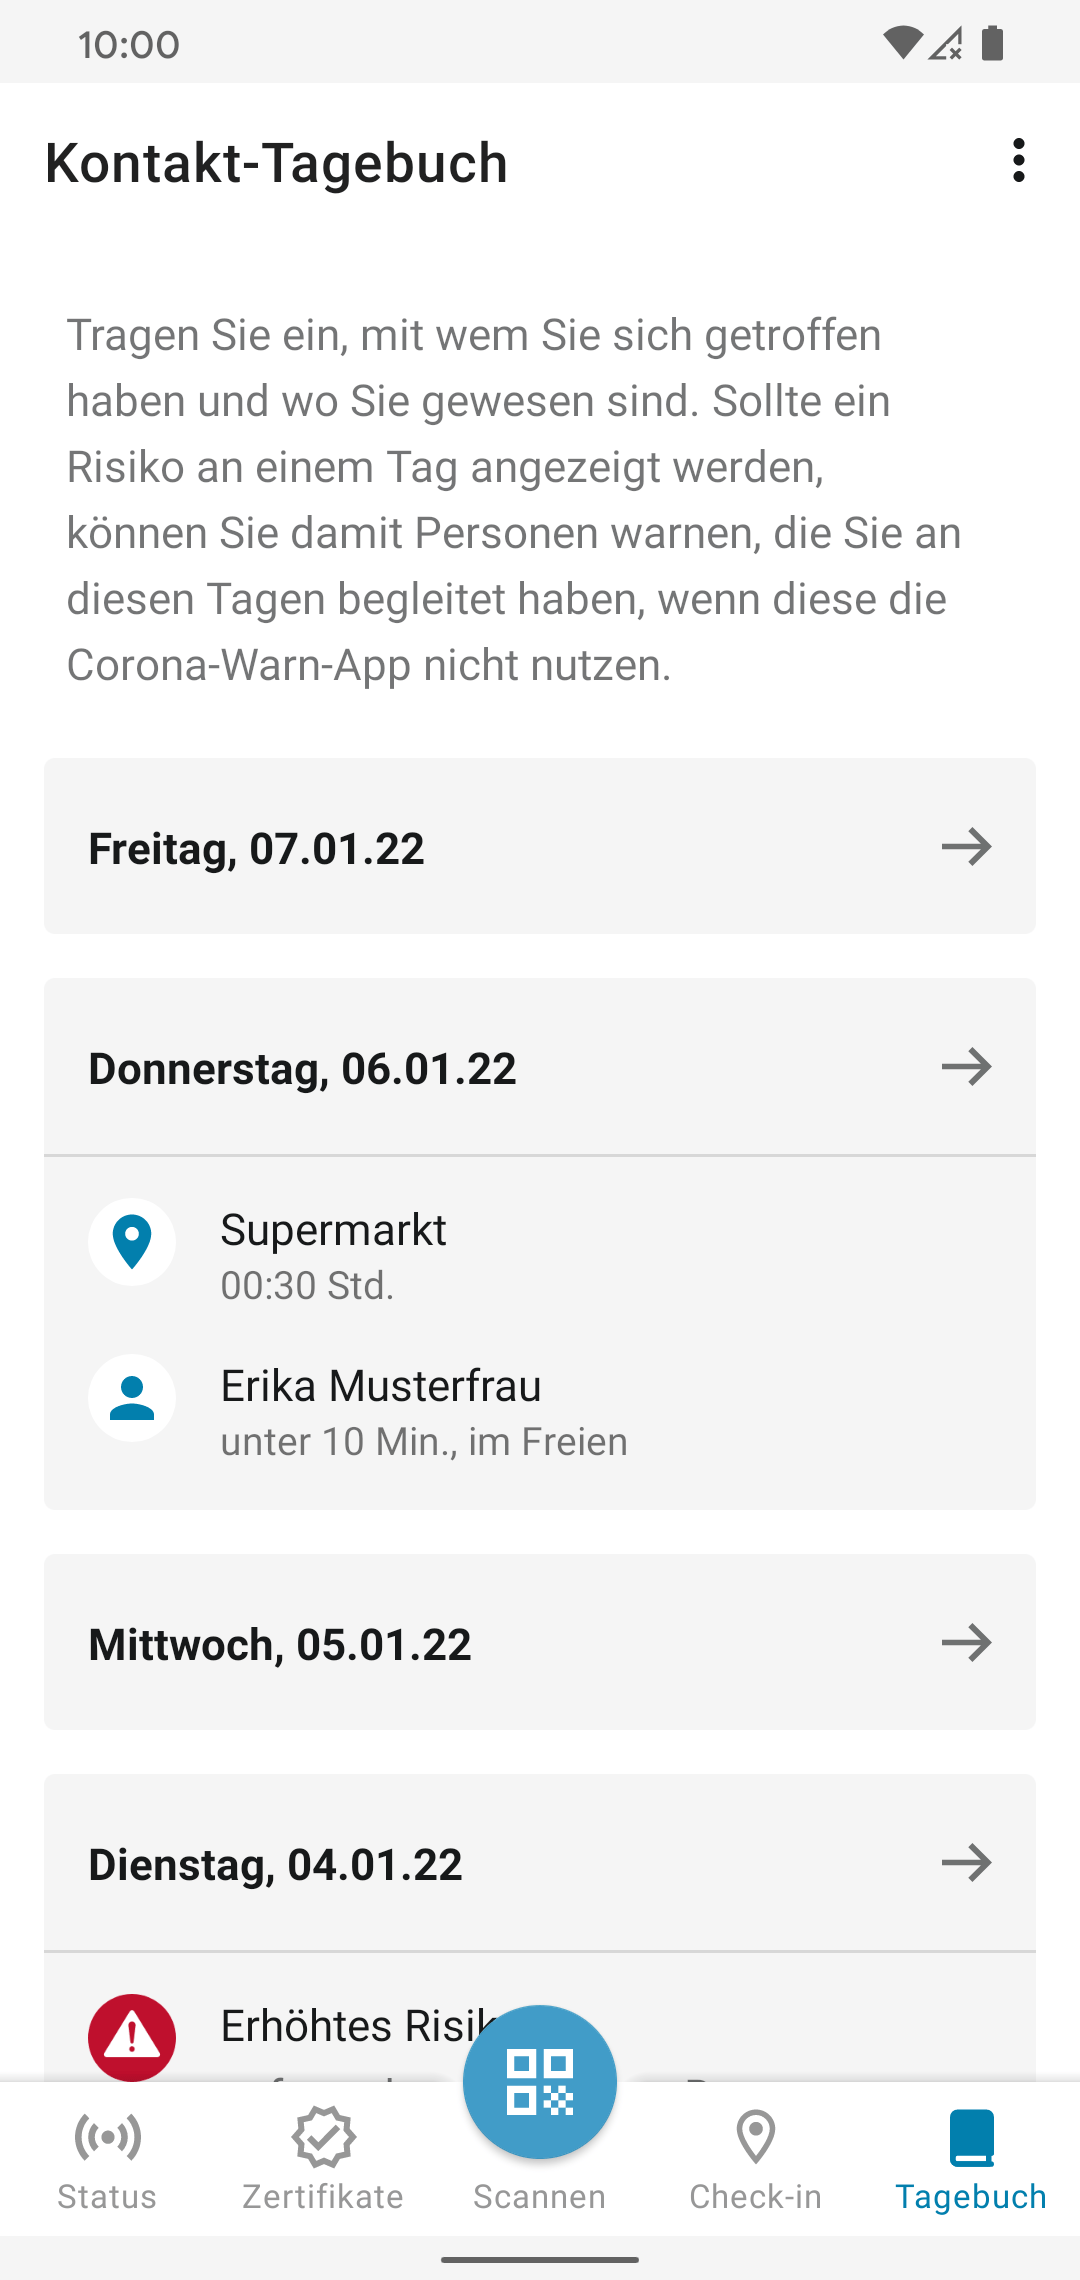 10:00
Kontakt-Tagebuch
Tragen Sie ein, mit wem Sie sich getroffen
haben und wo Sie gewesen sind. Sollte ein
Risiko an einem Tag angezeigt werden,
können Sie damit Personen warnen, die Sie an
diesen Tagen begleitet haben, wenn diese die
Corona-Warn-App nicht nutzen.
Freitag, 07.01.22
Donnerstag, 06.01.22
Supermarkt
00:30 Std.
Erika Musterfrau
unter 10 Min., im Freien
Mittwoch, 05.01.22
Dienstag, 04.01.22
Erhöhtes
Status
Zertifikate
Scannen
Check-in
Tagebuch